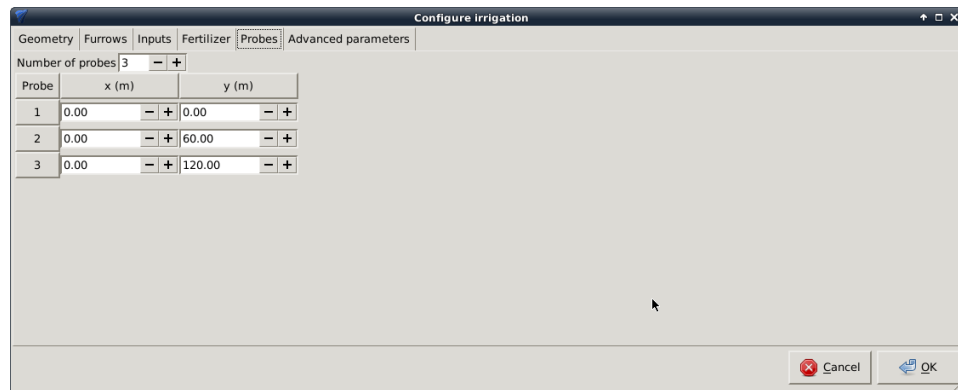 Configure irrigation
Geometry Furrows Inputs Fertilizer Probes Advanced parameters
Number of probes 3 − +
Probe x (m) y (m)
1 0.00 − + 0.00 − +
2 0.00 − + 60.00 − +
3 0.00 − + 120.00 − +
Cancel OK